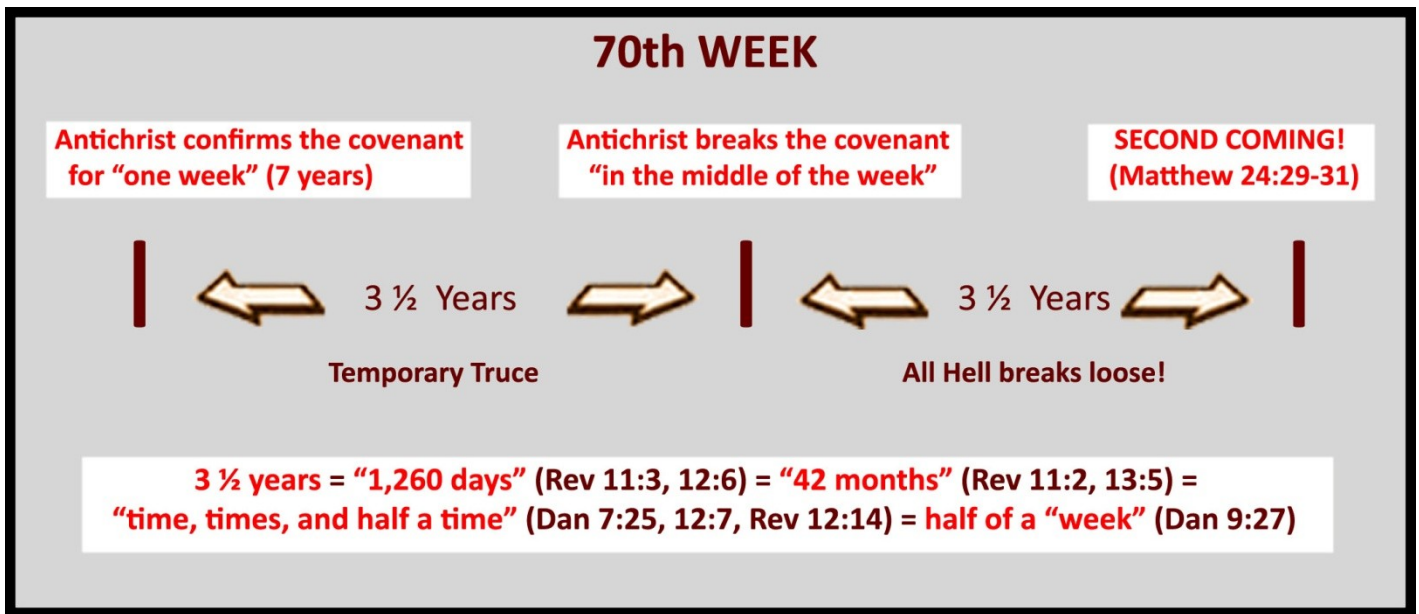 70th WEEK
Antichrist confirms the covenant
for “one week” (7 years)
Antichrist breaks the covenant
“in the middle of the week”
SECOND COMING!
(Matthew 24:29-31)
3 ½ Years
3 ½ Years
Temporary Truce
All Hell breaks loose!
3 ½ years = “1,260 days” (Rev 11:3, 12:6) = “42 months” (Rev 11:2, 13:5) =
“time, times, and half a time” (Dan 7:25, 12:7, Rev 12:14) = half of a “week” (Dan 9:27)